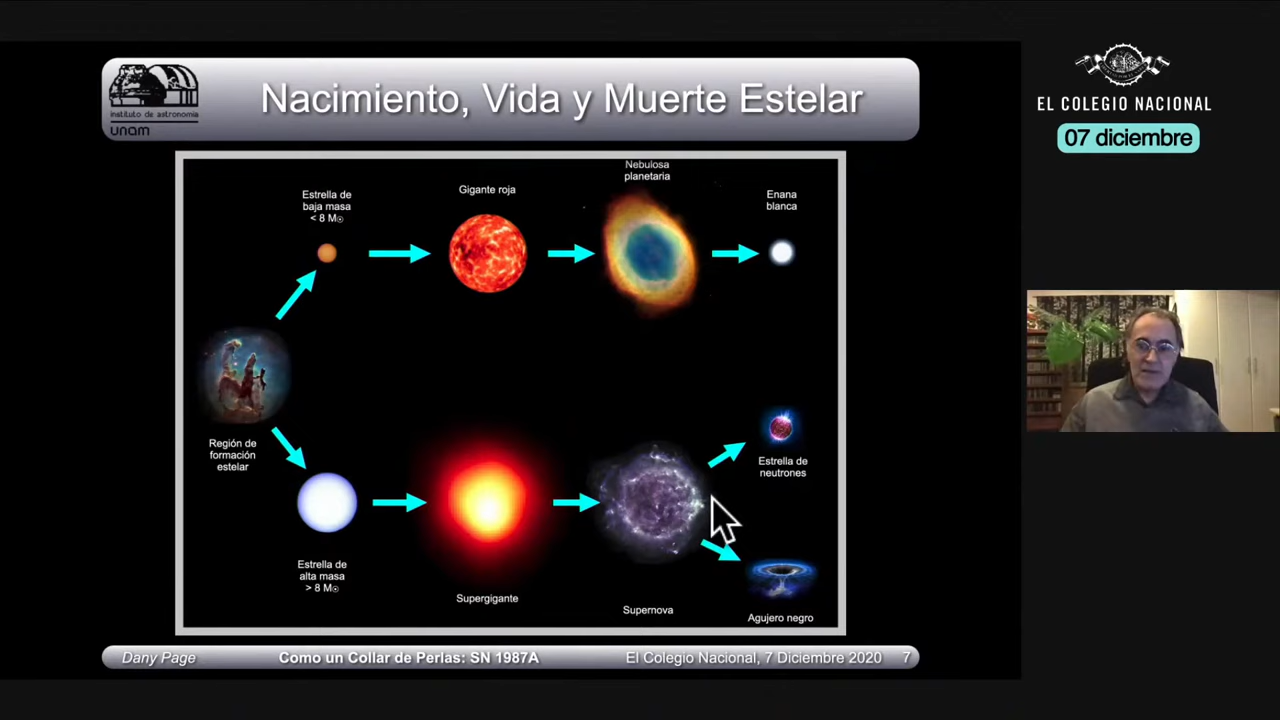 instituto de astronomía
unam
Nacimiento, Vida y Muerte Estelar
EL COLEGIO NACIONAL
07 diciembre
Estrella de
baja masa
< 8 M☉
Gigante roja
Nebulosa
planetaria
Enana
blanca
Región de
formación
estelar
Estrella de
alta masa
> 8 M☉
Supergigante
Supernova
Estrella de
neutrones
Agujero negro
Dany Page
Como un Collar de Perlas: SN 1987A
El Colegio Nacional, 7 Diciembre 2020
7